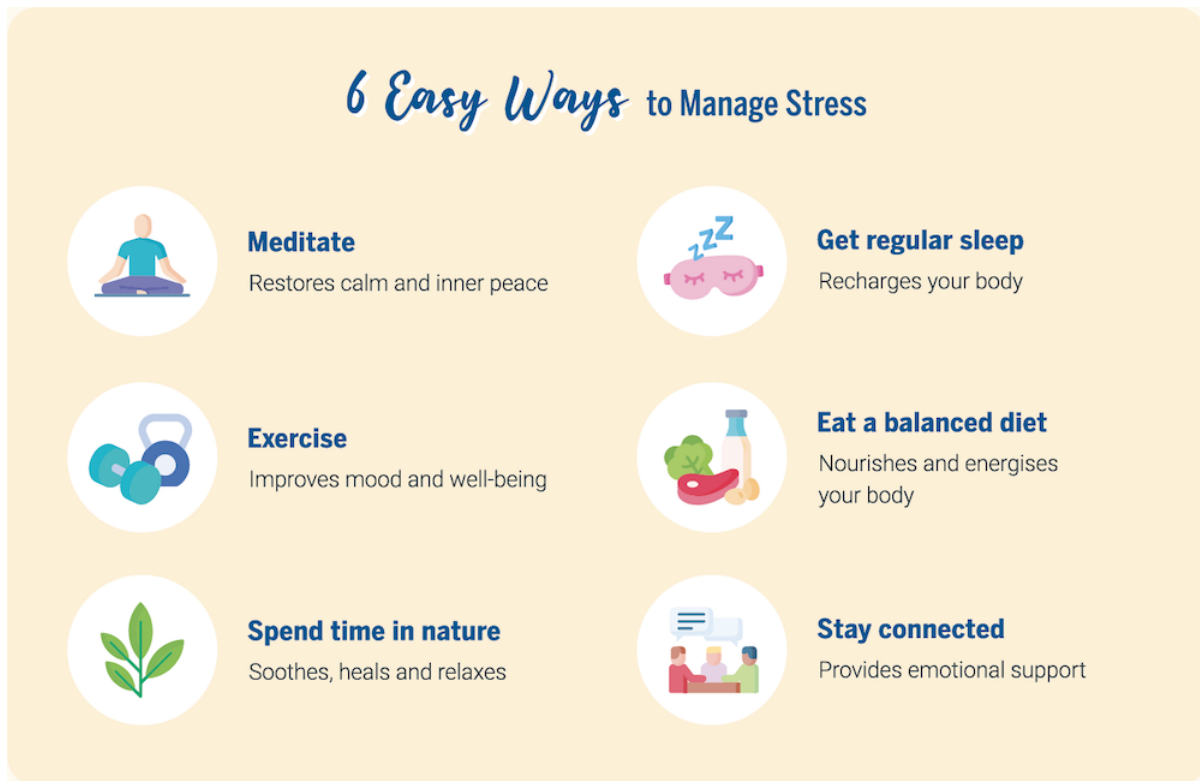 6 Easy Ways to Manage Stress
Meditate
Restores calm and inner peace
Get regular sleep
zzz
Recharges your body
Exercise
Improves mood and well-being
Eat a balanced diet
Nourishes and energises
your body
Spend time in nature
Soothes, heals and relaxes
Stay connected
Provides emotional support